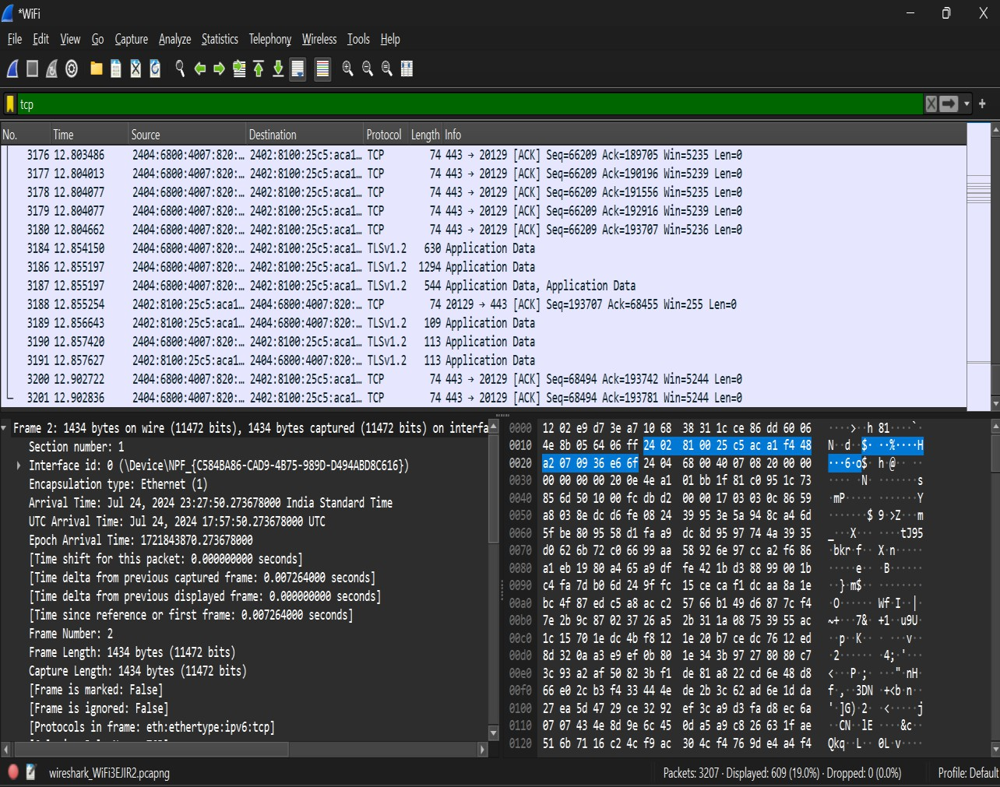 *WiFi
File Edit View Go Capture Analyze Statistics Telephony Wireless Tools Help
tcp
No. Time Source Destination Protocol Length Info
3176 12.803486 2404:6800:4007:820:… 2402:8100:25c5:aca1… TCP 74 443 → 20129 [ACK] Seq=66209 Ack=189705 Win=5235 Len=0
3177 12.804013 2404:6800:4007:820:… 2402:8100:25c5:aca1… TCP 74 443 → 20129 [ACK] Seq=66209 Ack=190196 Win=5239 Len=0
3178 12.804077 2404:6800:4007:820:… 2402:8100:25c5:aca1… TCP 74 443 → 20129 [ACK] Seq=66209 Ack=191556 Win=5235 Len=0
3179 12.804077 2404:6800:4007:820:… 2402:8100:25c5:aca1… TCP 74 443 → 20129 [ACK] Seq=66209 Ack=192916 Win=5239 Len=0
3180 12.804662 2404:6800:4007:820:… 2402:8100:25c5:aca1… TCP 74 443 → 20129 [ACK] Seq=66209 Ack=193707 Win=5236 Len=0
3184 12.854150 2404:6800:4007:820:… 2402:8100:25c5:aca1… TLSv1.2 630 Application Data
3186 12.855197 2404:6800:4007:820:… 2402:8100:25c5:aca1… TLSv1.2 1294 Application Data
3187 12.855197 2404:6800:4007:820:… 2402:8100:25c5:aca1… TLSv1.2 544 Application Data, Application Data
3188 12.855254 2402:8100:25c5:aca1… 2404:6800:4007:820:… TCP 74 20129 → 443 [ACK] Seq=193707 Ack=68455 Win=255 Len=0
3189 12.856643 2402:8100:25c5:aca1… 2404:6800:4007:820:… TLSv1.2 109 Application Data
3190 12.857420 2404:6800:4007:820:… 2402:8100:25c5:aca1… TLSv1.2 113 Application Data
3191 12.857627 2402:8100:25c5:aca1… 2404:6800:4007:820:… TLSv1.2 113 Application Data
3200 12.902722 2404:6800:4007:820:… 2402:8100:25c5:aca1… TCP 74 443 → 20129 [ACK] Seq=68494 Ack=193742 Win=5244 Len=0
3201 12.902836 2404:6800:4007:820:… 2402:8100:25c5:aca1… TCP 74 443 → 20129 [ACK] Seq=68494 Ack=193781 Win=5244 Len=0
Frame 2: 1434 bytes on wire (11472 bits), 1434 bytes captured (11472 bits) on interfa
Section number: 1
Interface id: 0 (\Device\NPF_{C584BA86-CAD9-4B75-989D-D494ABD8C616})
Encapsulation type: Ethernet (1)
Arrival Time: Jul 24, 2024 23:27:50.273678000 India Standard Time
UTC Arrival Time: Jul 24, 2024 17:57:50.273678000 UTC
Epoch Arrival Time: 1721843870.273678000
[Time shift for this packet: 0.000000000 seconds]
[Time delta from previous captured frame: 0.007264000 seconds]
[Time delta from previous displayed frame: 0.000000000 seconds]
[Time since reference or first frame: 0.007264000 seconds]
Frame Number: 2
Frame Length: 1434 bytes (11472 bits)
Capture Length: 1434 bytes (11472 bits)
[Frame is marked: False]
[Frame is ignored: False]
[Protocols in frame: eth:ethertype:ipv6:tcp]
0000 12 02 e9 d7 3e a7 10 68 38 31 1c ce 86 dd 60 06 ····>··h 81····`·
0010 4e 8b 05 64 06 ff 24 02 81 00 25 c5 ac a1 f4 48 N··d··$· ··%····H
0020 a2 07 09 36 e6 6f 24 04 68 00 40 07 08 20 00 00 ···6·o$· h·@·· ··
0030 00 00 00 00 20 0e 4e a1 01 bb 1f 81 c0 95 1c 73 ···· ·N· ·······s
0040 85 6d 50 10 00 fc db d2 00 00 17 03 03 0c 86 59 ·mP····· ·······Y
0050 a8 03 8e dc d6 fe 08 24 39 95 3e 5a 94 8c a4 6d ·······$ 9·>Z···m
0060 5f be 80 95 58 d1 fa a9 dc 8d 95 97 74 4a 39 35 _···X··· ····tJ95
0070 d0 62 6b 72 c0 66 99 aa 58 92 6e 97 cc a2 f6 86 ·bkr·f·· X·n·····
0080 a1 eb 19 80 a4 65 a9 df fe 42 1b d3 88 99 00 1b ·····e·· ·B······
0090 c4 fa 7d b0 6d 24 9f fc 15 ce ca f1 dc aa 8a 1e ··}·m$·· ········
00a0 bc 4f 87 ed c5 a8 ac c2 57 66 b1 49 d6 87 7c f4 ·O······ Wf·I··|·
00b0 7e 2b 9c 87 02 37 26 a5 2b 31 1a 08 75 39 55 ac ~+···7&· +1··u9U·
00c0 1c 15 70 1e dc 4b f8 12 1e 20 b7 ce dc 76 12 ed ··p··K·· · ···v··
00d0 8d 32 0a a3 e9 ef 0b 80 1e 34 3b 97 27 80 80 c7 ·2······ ·4;·'···
00e0 3c 93 a2 af 50 82 3b f1 de 81 a8 22 cd 6e 48 d8 <···P·;· ···"·nH·
00f0 66 e0 2c b3 f4 33 44 4e de 2b 3c 62 ad 6e 1d da f·,··3DN ·+<b·n··
0100 27 ea 5d 47 29 ce 32 92 ef 3c a9 d3 fa d8 ec 6a '·]G)·2· ·<·····j
0110 07 07 43 4e 8d 9e 6c 45 0d a5 a9 c8 26 63 1f ae ··CN··lE ····&c··
0120 51 6b 71 16 c2 4c f9 ac 30 4c f4 76 9d e4 a4 f4 Qkq··L·· 0L·v····
wireshark_WiFi3EJIR2.pcapng
Packets: 3207 · Displayed: 609 (19.0%) · Dropped: 0 (0.0%)
Profile: Default